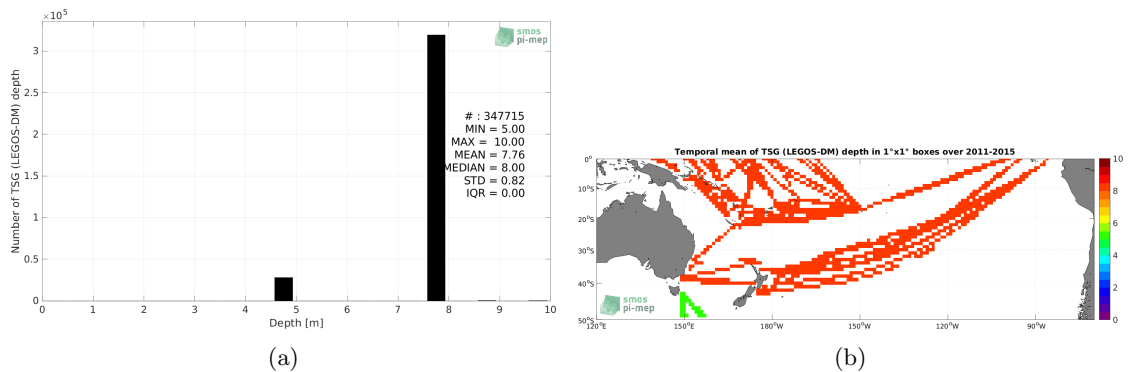 ×10⁵
smos
pi-mep
3
2.5
2
1.5
1
0.5
0
Number of TSG (LEGOS-DM) depth
# : 347715
MIN = 5.00
MAX = 10.00
MEAN = 7.76
MEDIAN = 8.00
STD = 0.82
IQR = 0.00
0 1 2 3 4 5 6 7 8 9 10
Depth [m]
(a)
Temporal mean of TSG (LEGOS-DM) depth in 1°x1° boxes over 2011-2015
0°
10°S
20°S
30°S
40°S
50°S
smos
pi-mep
120°E 150°E 180°W 150°W 120°W 90°W
10
8
6
4
2
0
(b)